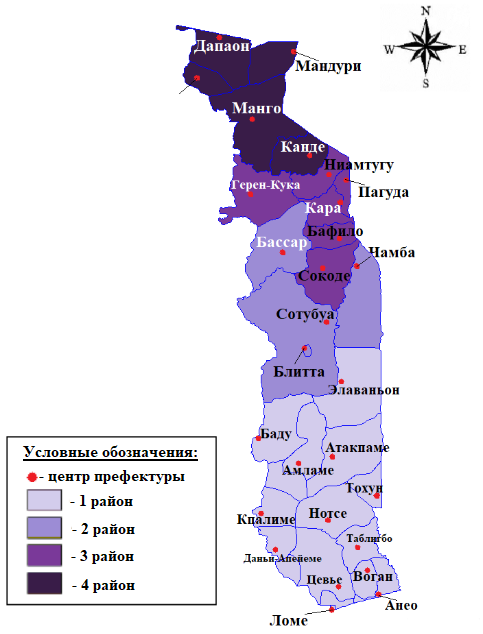 N
W E
S
Дапаон
Мандури
Манго
Канде
Ниамтугу
Пагуда
Герен-Кука
Кара
Бафило
Бассар
Чамба
Сокоде
Сотубуа
Блитта
Элаваньон
Баду
Атакпаме
Амламе
Тохун
Кпалиме
Нотсе
Таблигбо
Даньи-Апейеме
Воган
Цевье
Анео
Ломе
Условные обозначения:
- центр префектуры
- 1 район
- 2 район
- 3 район
- 4 район